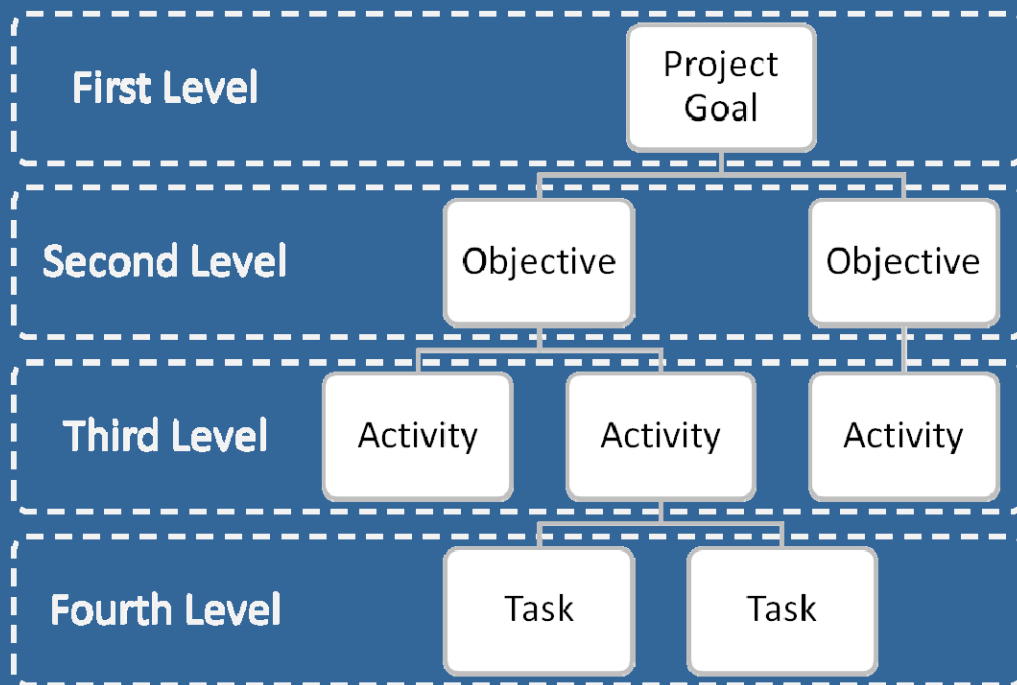 First Level
Project
Goal
Second Level
Objective
Objective
Third Level
Activity
Activity
Activity
Fourth Level
Task
Task